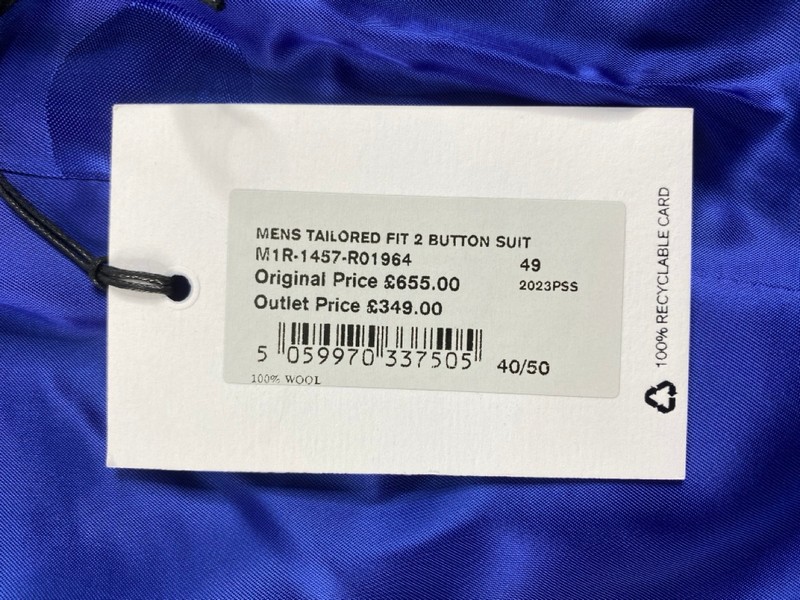 MENS TAILORED FIT 2 BUTTON SUIT
M1R-1457-R01964
49
Original Price £655.00
2023PSS
Outlet Price £349.00
5 059970 337505
40/50
100% WOOL
100% RECYCLABLE CARD